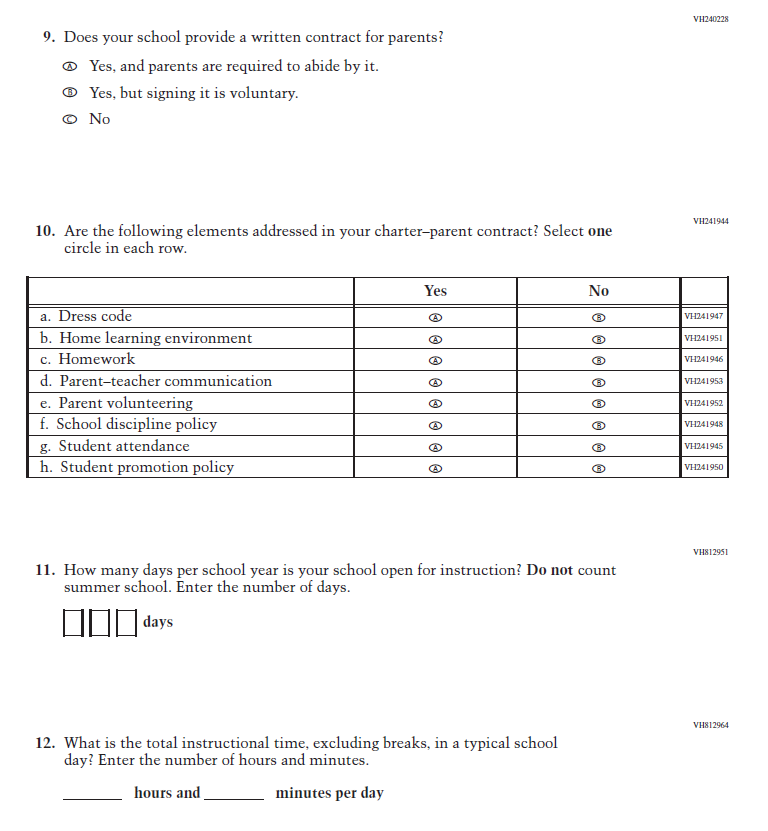 VH240228
9. Does your school provide a written contract for parents?
Ⓐ Yes, and parents are required to abide by it.
Ⓑ Yes, but signing it is voluntary.
Ⓒ No
VH241944
10. Are the following elements addressed in your charter–parent contract? Select one
circle in each row.
Yes No
a. Dress code Ⓐ Ⓑ VH241947
b. Home learning environment Ⓐ Ⓑ VH241951
c. Homework Ⓐ Ⓑ VH241946
d. Parent–teacher communication Ⓐ Ⓑ VH241953
e. Parent volunteering Ⓐ Ⓑ VH241952
f. School discipline policy Ⓐ Ⓑ VH241948
g. Student attendance Ⓐ Ⓑ VH241945
h. Student promotion policy Ⓐ Ⓑ VH241950
VH812951
11. How many days per school year is your school open for instruction? Do not count
summer school. Enter the number of days.
days
VH812964
12. What is the total instructional time, excluding breaks, in a typical school
day? Enter the number of hours and minutes.
______ hours and ______ minutes per day